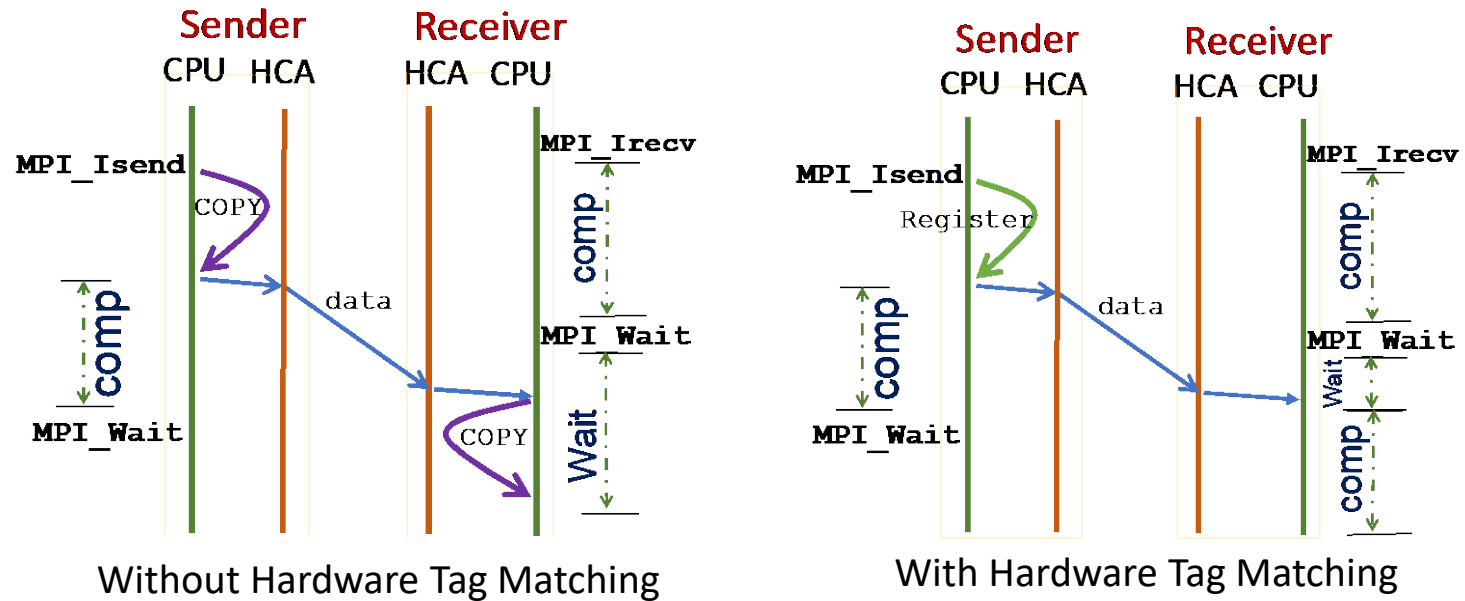 Sender Receiver
CPU HCA HCA CPU
MPI_Isend
COPY
comp
MPI_Wait
data
MPI_Irecv
comp
MPI_Wait
COPY
Wait
Without Hardware Tag Matching
Sender Receiver
CPU HCA HCA CPU
MPI_Isend
Register
comp
MPI_Wait
data
MPI_Irecv
comp
MPI_Wait
Wait
comp
With Hardware Tag Matching